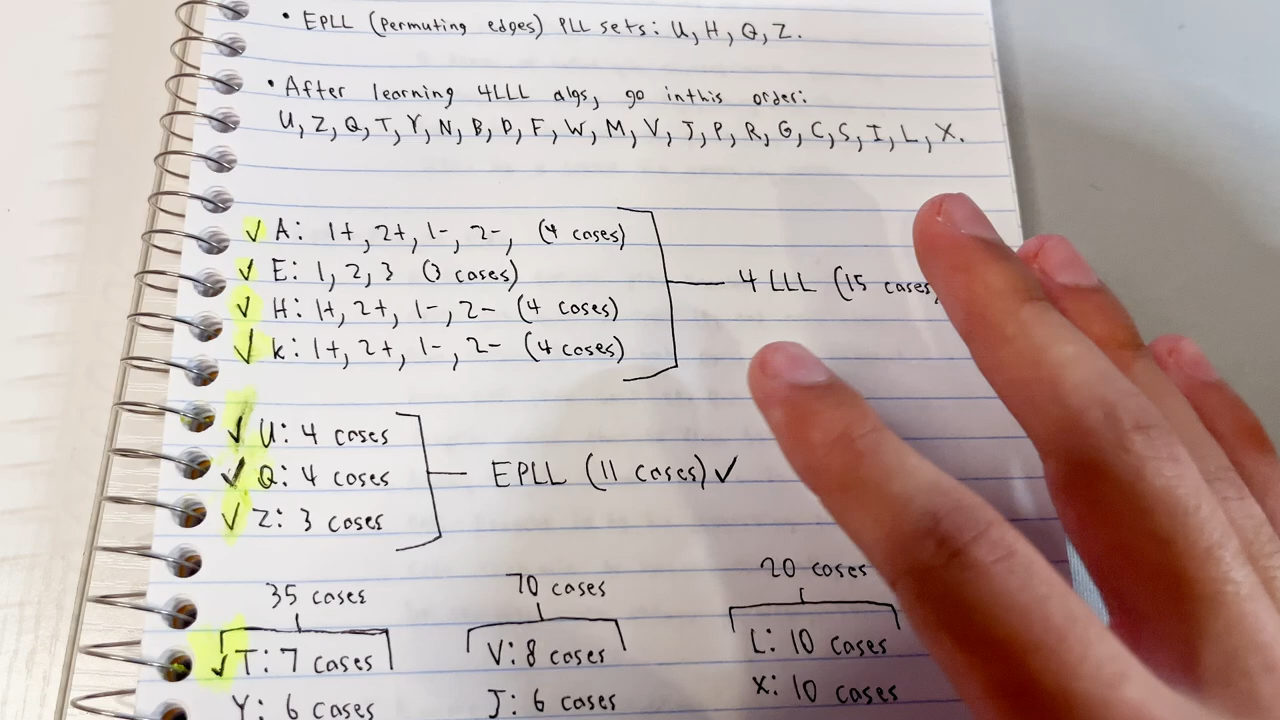 • EPLL (permuting edges) PLL sets: U, H, Q, Z.
• After learning 4LLL algs, go in this order:
U, Z, Q, T, Y, N, B, D, F, W, M, V, J, P, R, G, C, S, I, L, X.
✓ A: 1+, 2+, 1-, 2-, (4 cases)
✓ E: 1, 2, 3 (3 cases)
✓ H: 1+, 2+, 1-, 2- (4 cases)
✓ K: 1+, 2+, 1-, 2- (4 cases)
4LLL (15 cases)
✓ U: 4 cases
✓ Q: 4 cases
✓ Z: 3 cases
EPLL (11 cases) ✓
35 cases
✓ T: 7 cases
Y: 6 cases
70 cases
V: 8 cases
J: 6 cases
20 cases
L: 10 cases
X: 10 cases